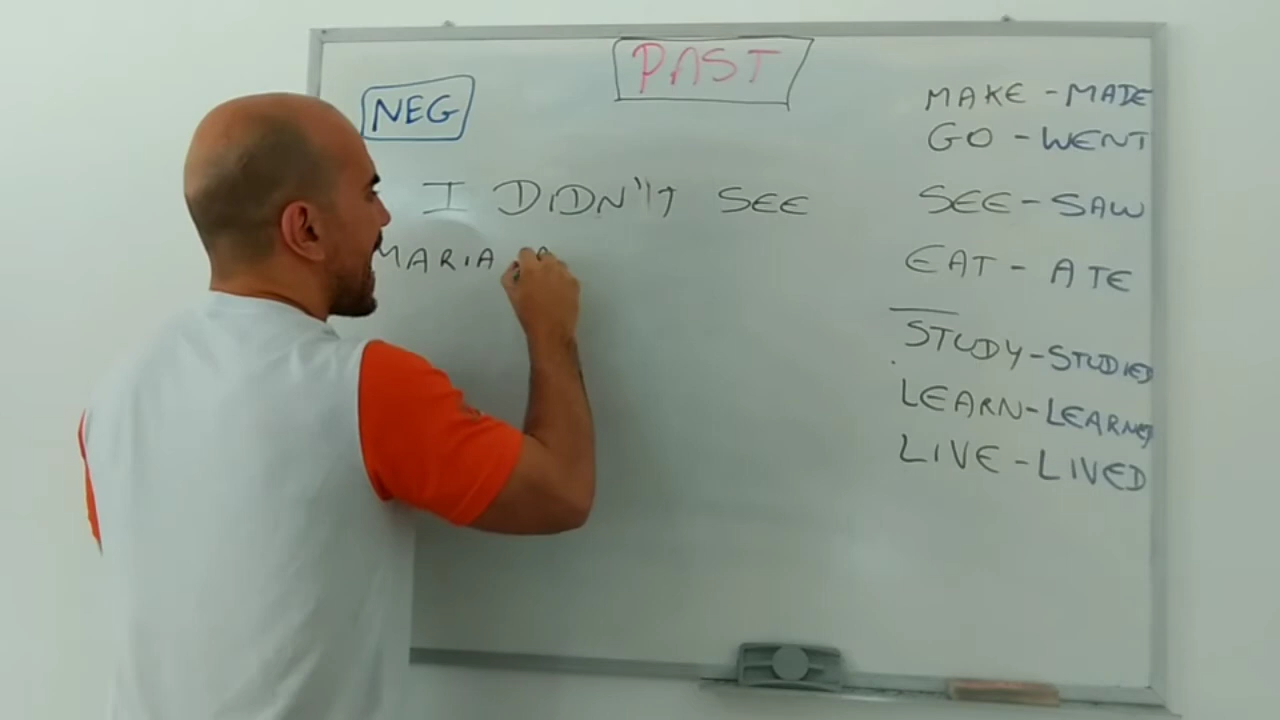 PAST
NEG
I DIDN'T SEE
MARIA
MAKE - MADE
GO - WENT
SEE - SAW
EAT - ATE
STUDY - STUDIED
LEARN - LEARNED
LIVE - LIVED